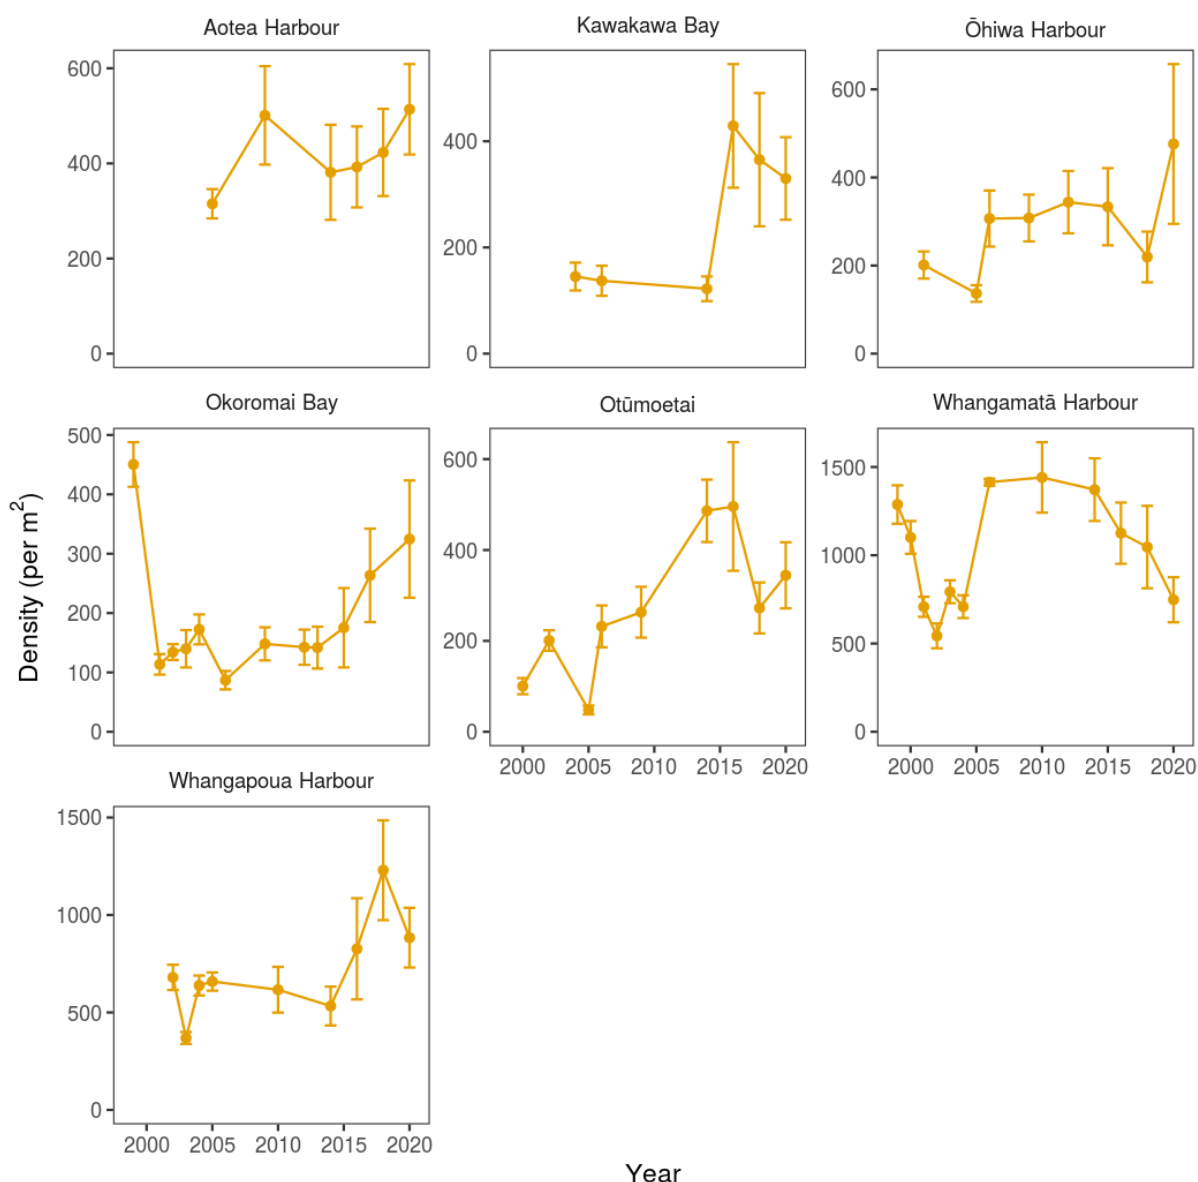 Aotea Harbour
Kawakawa Bay
Ōhiwa Harbour
600
400
200
0
400
200
0
600
400
200
0
Okoromai Bay
Otūmoetai
Whangamatā Harbour
500
400
300
200
100
0
600
400
200
0
1500
1000
500
0
2000 2005 2010 2015 2020
2000 2005 2010 2015 2020
Whangapoua Harbour
1500
1000
500
0
2000 2005 2010 2015 2020
Density (per m²)
Year